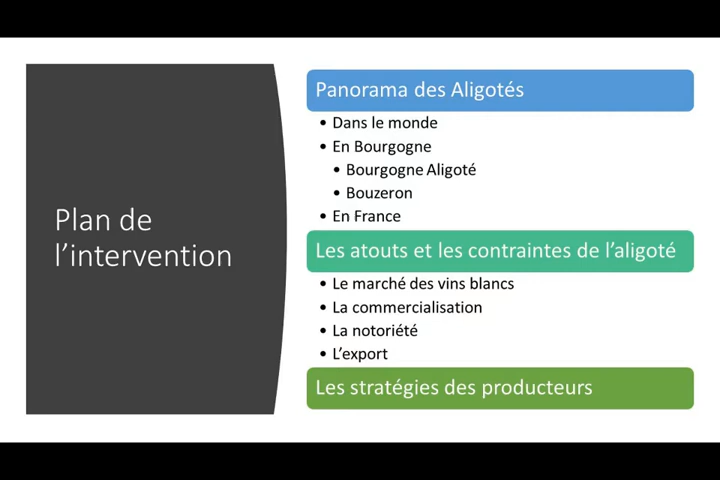 Plan de
l'intervention
Panorama des Aligotés
• Dans le monde
• En Bourgogne
• Bourgogne Aligoté
• Bouzeron
• En France
Les atouts et les contraintes de l'aligoté
• Le marché des vins blancs
• La commercialisation
• La notoriété
• L'export
Les stratégies des producteurs